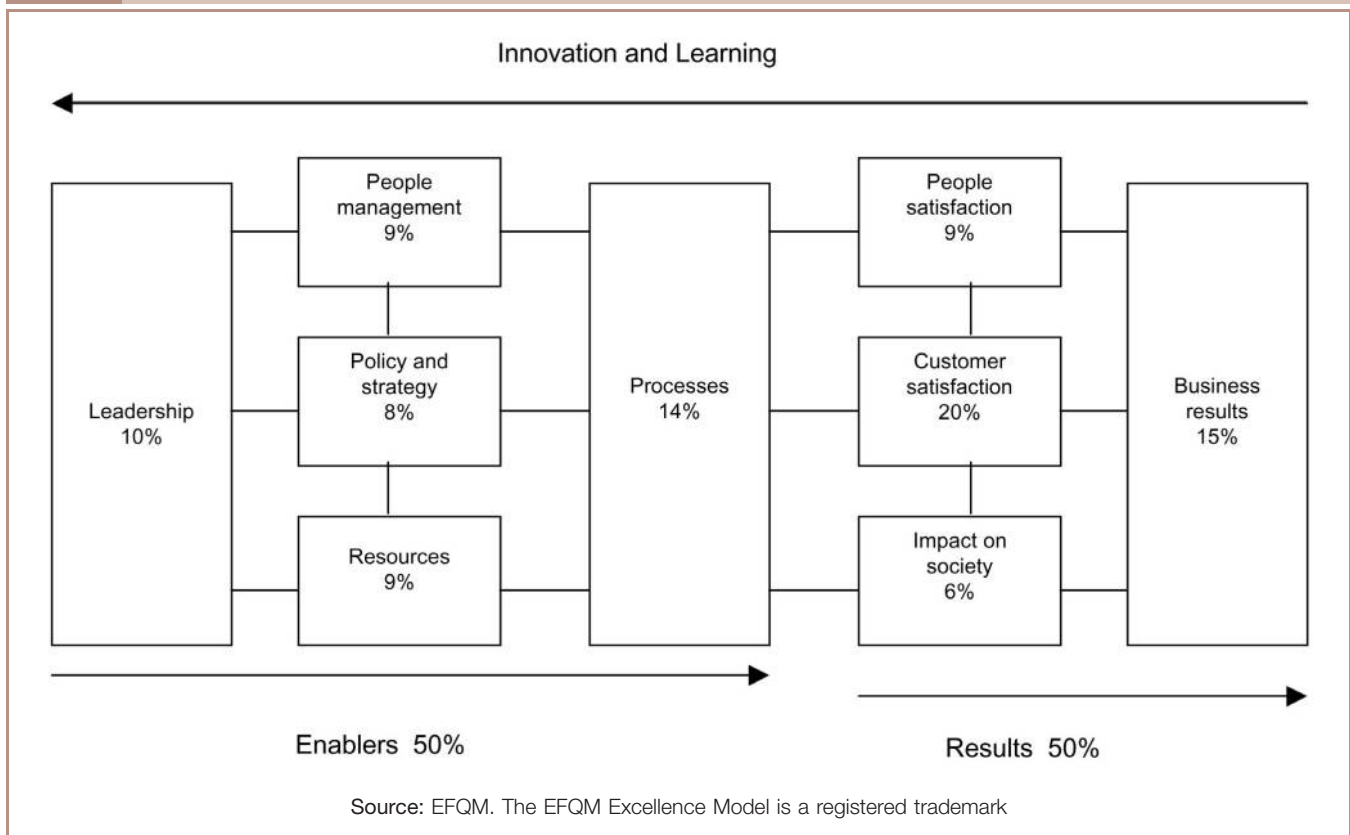 Innovation and Learning
Leadership
10%
People
management
9%
Policy and
strategy
8%
Resources
9%
Processes
14%
People
satisfaction
9%
Customer
satisfaction
20%
Impact on
society
6%
Business
results
15%
Enablers 50%
Results 50%
Source: EFQM. The EFQM Excellence Model is a registered trademark